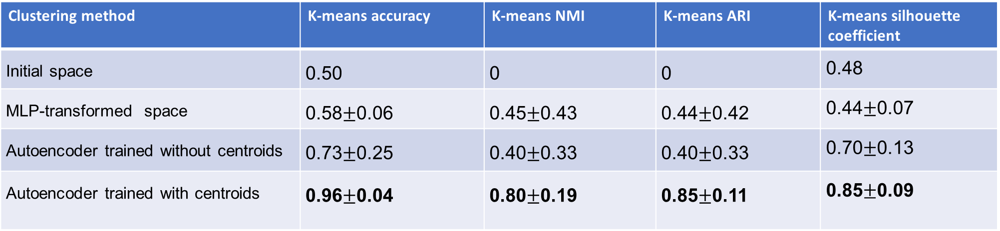 Clustering method K-means accuracy K-means NMI K-means ARI K-means silhouette
coefficient
Initial space 0.50 0 0 0.48
MLP-transformed space 0.58±0.06 0.45±0.43 0.44±0.42 0.44±0.07
Autoencoder trained without centroids 0.73±0.25 0.40±0.33 0.40±0.33 0.70±0.13
Autoencoder trained with centroids 0.96±0.04 0.80±0.19 0.85±0.11 0.85±0.09